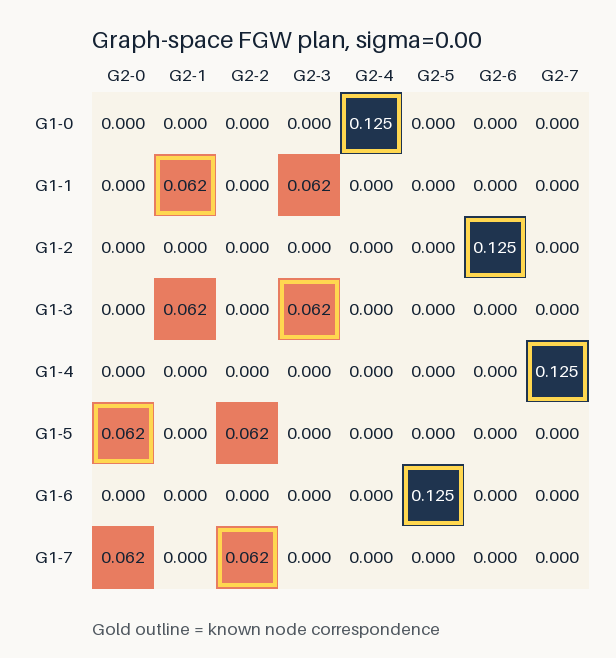 Graph-space FGW plan, sigma=0.00
G2-0 G2-1 G2-2 G2-3 G2-4 G2-5 G2-6 G2-7
G1-0 0.000 0.000 0.000 0.000 0.125 0.000 0.000 0.000
G1-1 0.000 0.062 0.000 0.062 0.000 0.000 0.000 0.000
G1-2 0.000 0.000 0.000 0.000 0.000 0.000 0.125 0.000
G1-3 0.000 0.062 0.000 0.062 0.000 0.000 0.000 0.000
G1-4 0.000 0.000 0.000 0.000 0.000 0.000 0.000 0.125
G1-5 0.062 0.000 0.062 0.000 0.000 0.000 0.000 0.000
G1-6 0.000 0.000 0.000 0.000 0.000 0.125 0.000 0.000
G1-7 0.062 0.000 0.062 0.000 0.000 0.000 0.000 0.000
Gold outline = known node correspondence